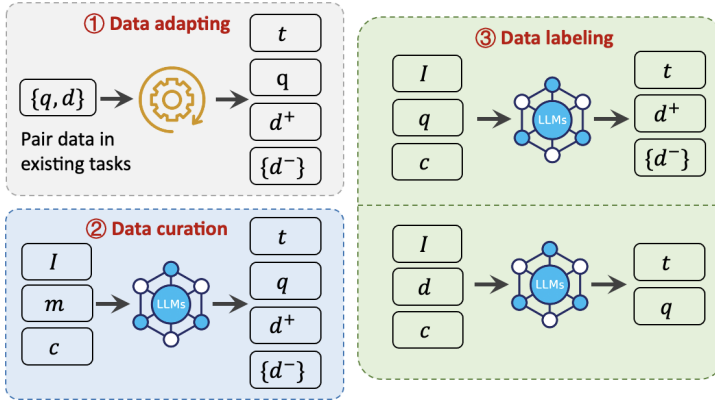 ① Data adapting
{q, d}
Pair data in
existing tasks
t
q
d⁺
{d⁻}
② Data curation
I
m
c
LLMs
t
q
d⁺
{d⁻}
③ Data labeling
I
q
c
LLMs
t
d⁺
{d⁻}
I
d
c
LLMs
t
q